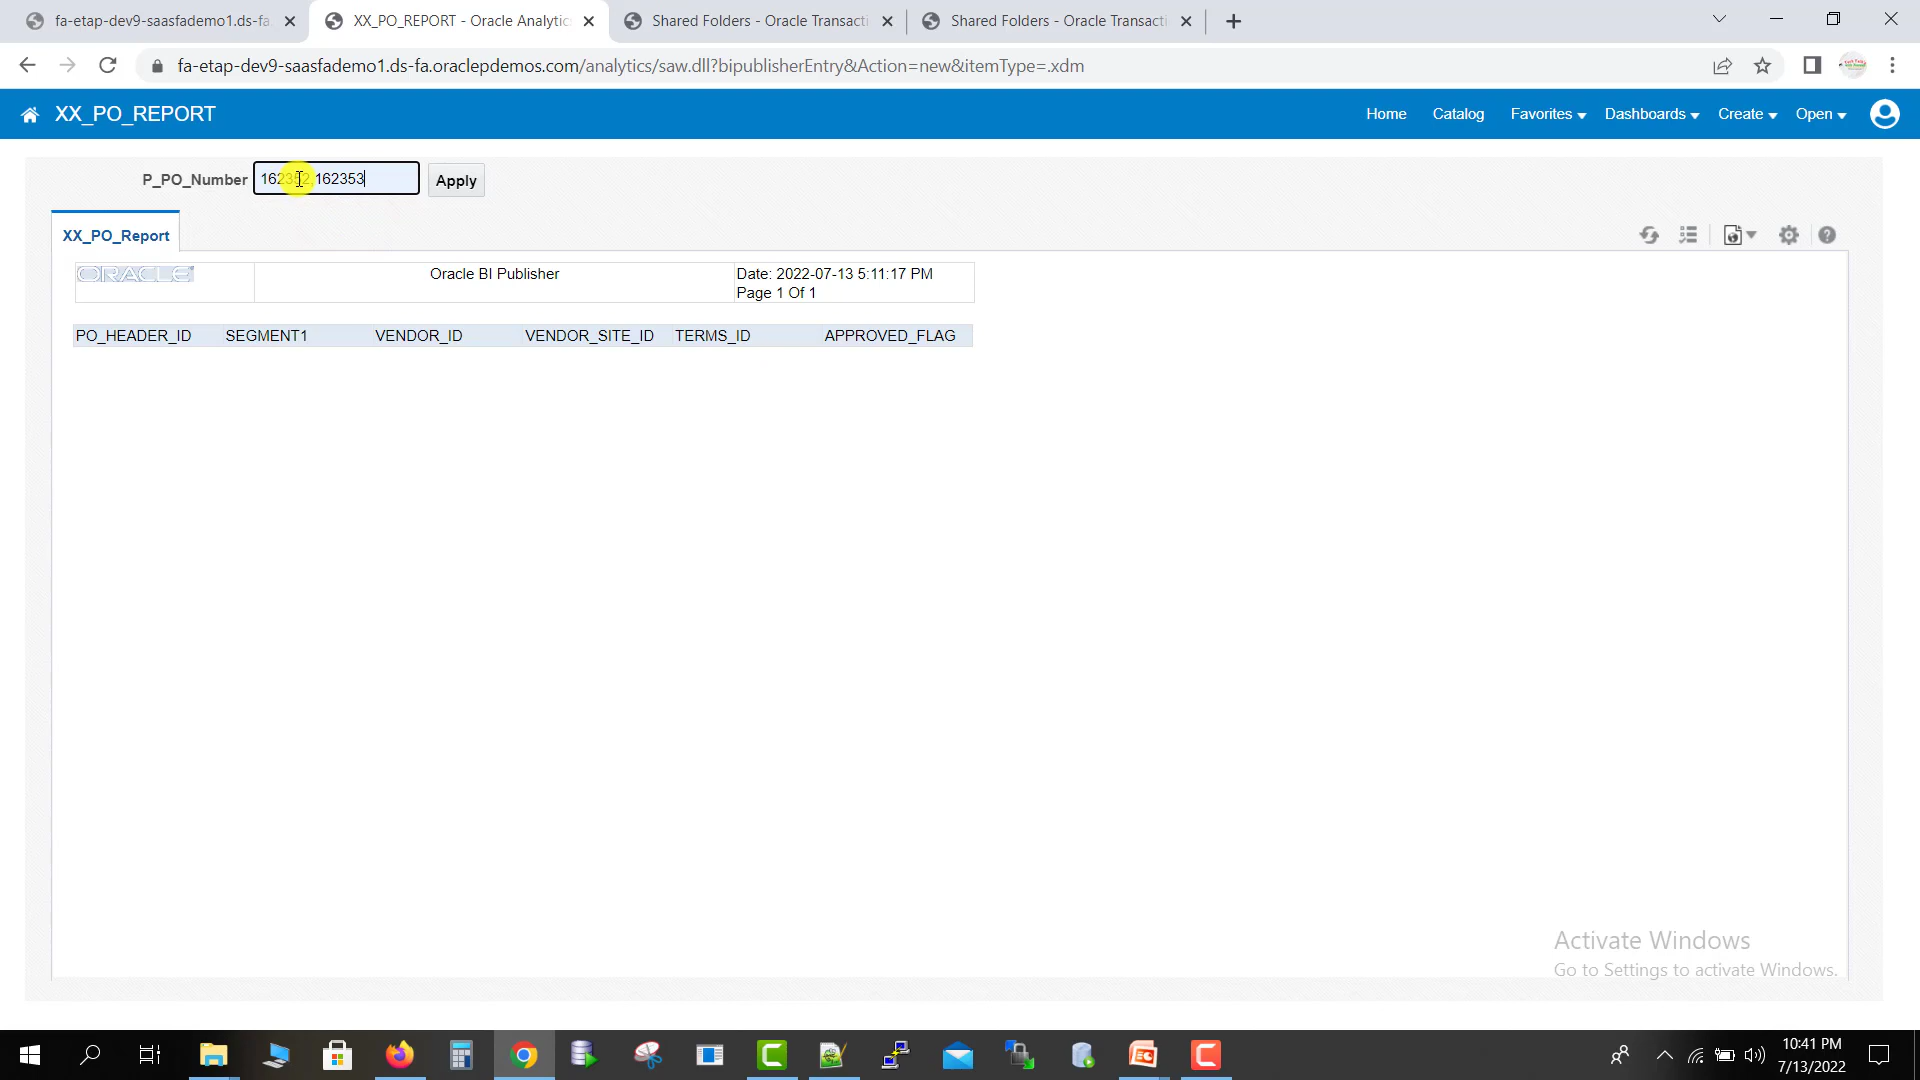 fa-etap-dev9-saasfademo1.ds-fa.
XX_PO_REPORT - Oracle Analytic
Shared Folders - Oracle Transacti
Shared Folders - Oracle Transacti
fa-etap-dev9-saasfademo1.ds-fa.oraclepdemos.com/analytics/saw.dll?bipublisherEntry&Action=new&itemType=.xdm
XX_PO_REPORT
Home Catalog Favorites Dashboards Create Open
P_PO_Number 162352,162353 Apply
XX_PO_Report
ORACLE Oracle BI Publisher Date: 2022-07-13 5:11:17 PM
Page 1 Of 1
PO_HEADER_ID SEGMENT1 VENDOR_ID VENDOR_SITE_ID TERMS_ID APPROVED_FLAG
Activate Windows
Go to Settings to activate Windows.
10:41 PM
7/13/2022